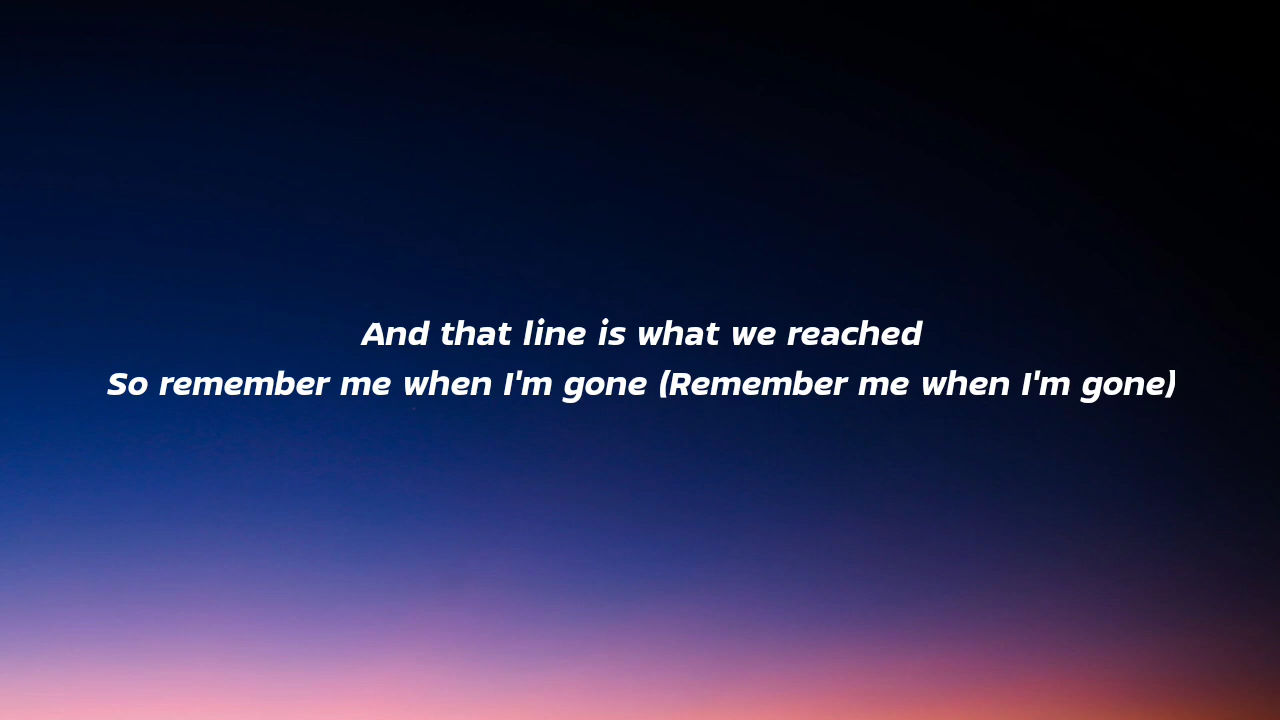 And that line is what we reached
So remember me when I'm gone (Remember me when I'm gone)